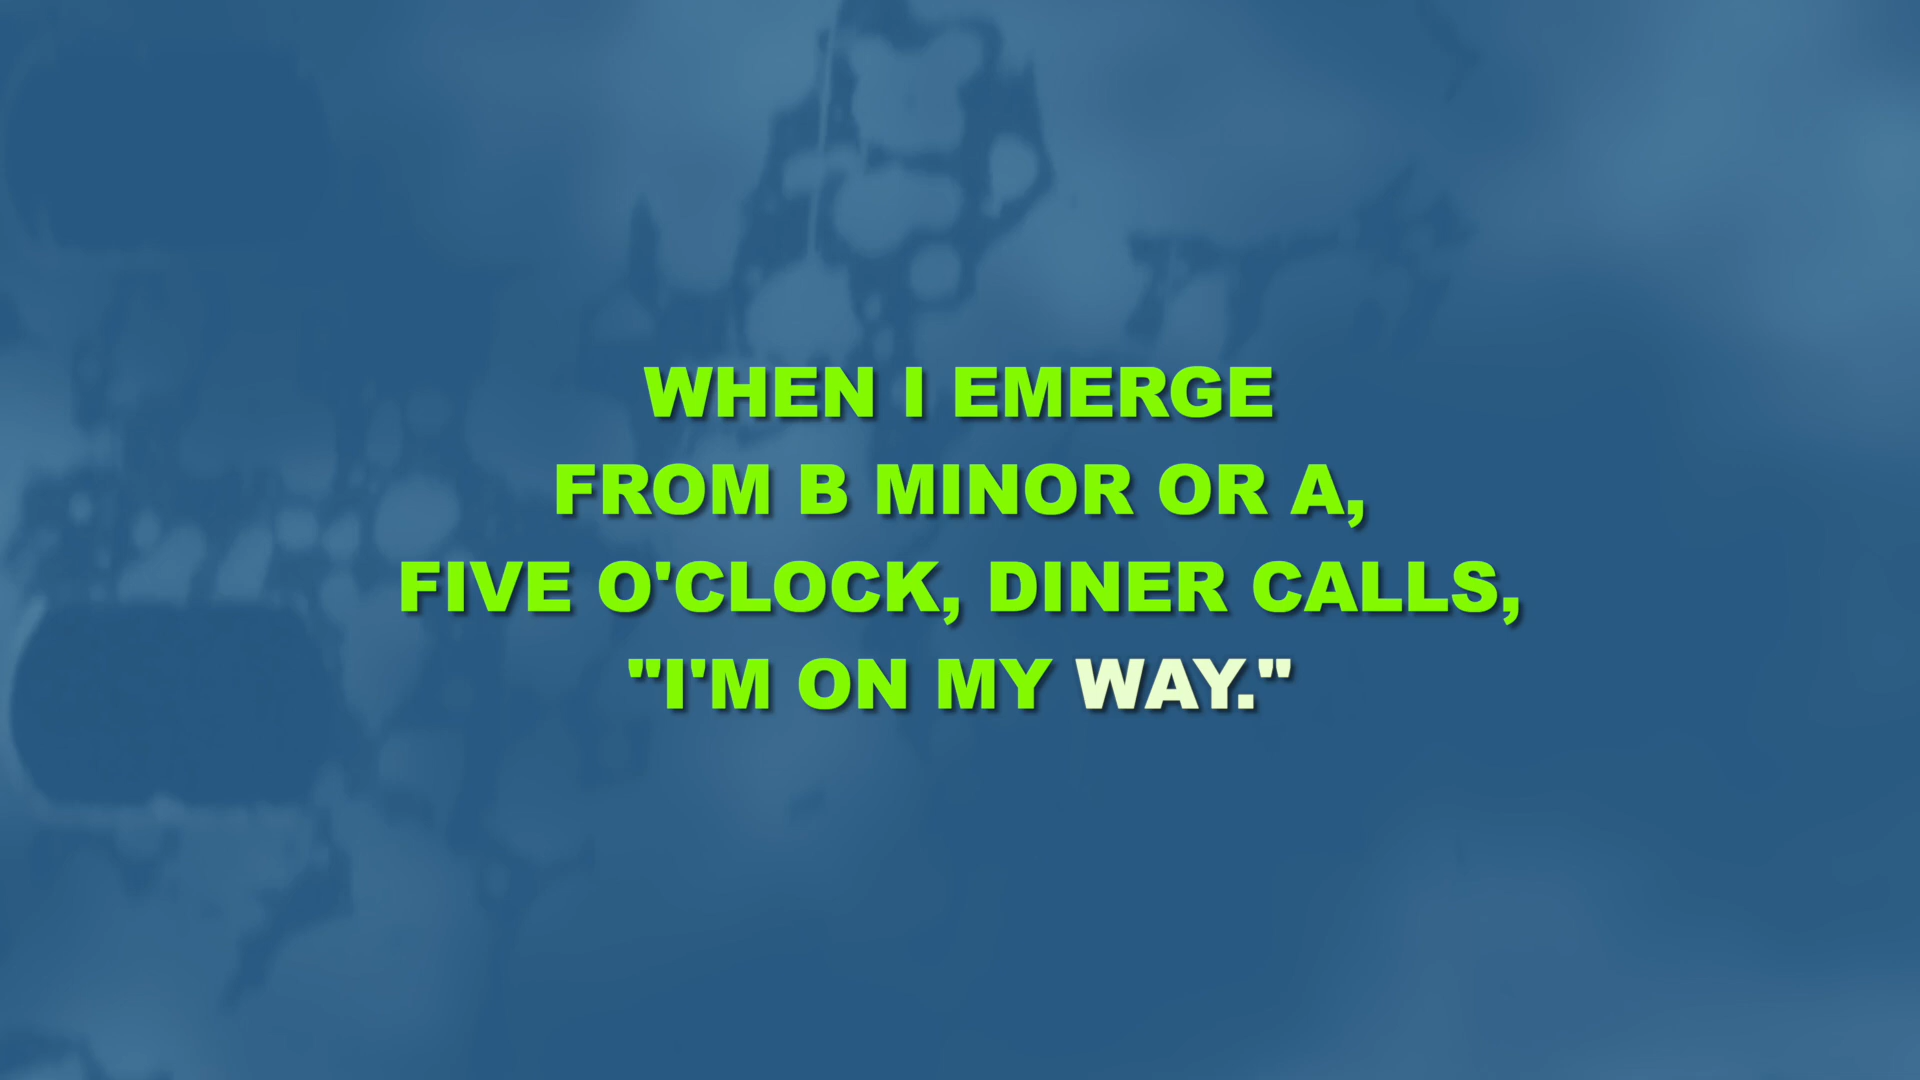 WHEN I EMERGE
FROM B MINOR OR A,
FIVE O'CLOCK, DINER CALLS,
"I'M ON MY WAY."